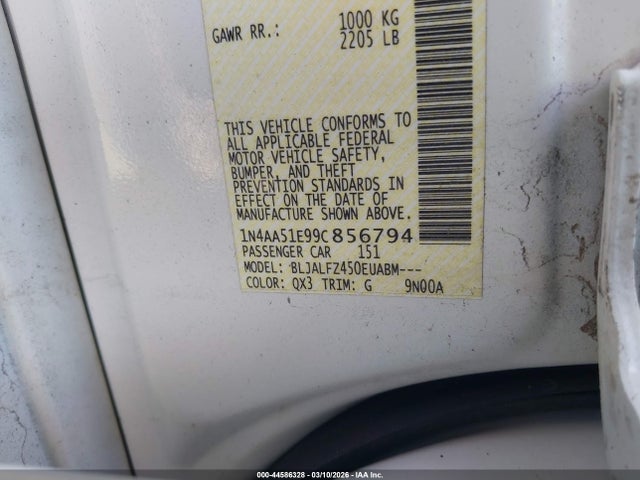 GAWR RR.: 1000 KG
2205 LB
THIS VEHICLE CONFORMS TO
ALL APPLICABLE FEDERAL
MOTOR VEHICLE SAFETY,
BUMPER, AND THEFT
PREVENTION STANDARDS IN
EFFECT ON THE DATE OF
MANUFACTURE SHOWN ABOVE.
1N4AA51E99C856794
PASSENGER CAR 151
MODEL: BLJALFZ450EUABM---
COLOR: QX3 TRIM: G 9N00A
000-44586328 - 03/10/2026 - IAA Inc.